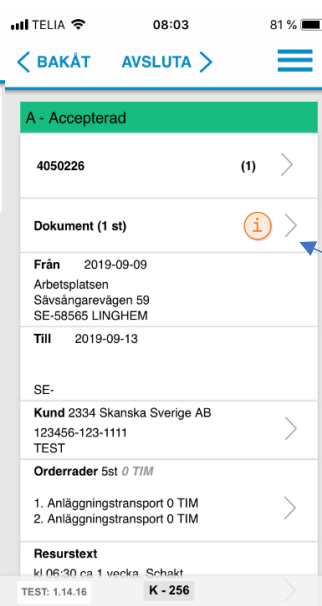 TELIA 08:03 81 %
BAKÅT AVSLUTA
A - Accepterad
4050226 (1)
Dokument (1 st) i
Från 2019-09-09
Arbetsplatsen
Sävsångarevägen 59
SE-58565 LINGHEM
Till 2019-09-13
SE-
Kund 2334 Skanska Sverige AB
123456-123-1111
TEST
Orderrader 5st 0 TIM
1. Anläggningstransport 0 TIM
2. Anläggningstransport 0 TIM
Resurstext
kl 06:30 ca 1 vecka. Schakt
TEST: 1.14.16 K - 256